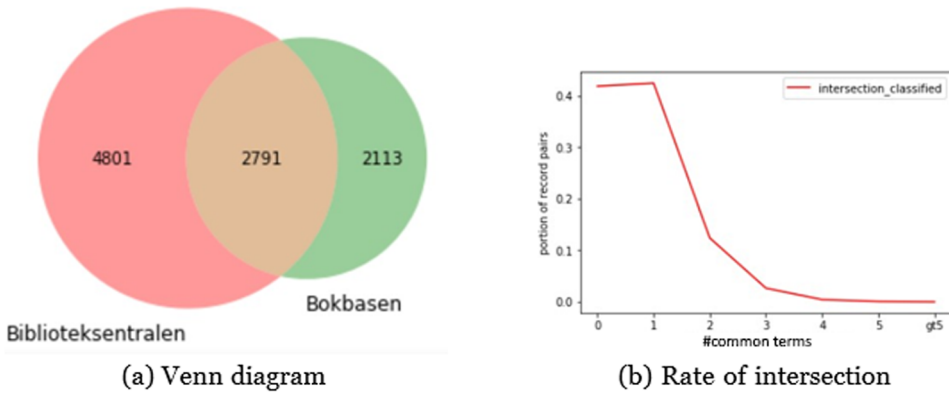 4801
2791
2113
Bokbasen
Biblioteksentralen
(a) Venn diagram
intersection_classified
portion of record pairs
0.4
0.3
0.2
0.1
0.0
0 1 2 3 4 5 gt5
#common terms
(b) Rate of intersection